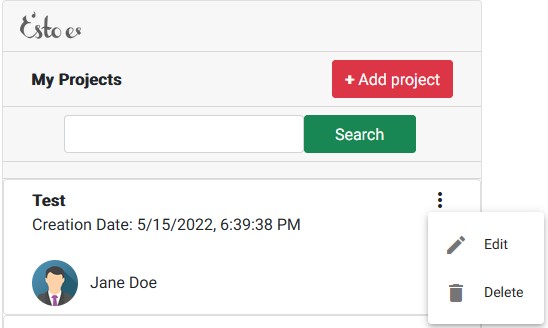 Esto es
My Projects
+ Add project
Search
Test
Creation Date: 5/15/2022, 6:39:38 PM
Edit
Jane Doe
Delete